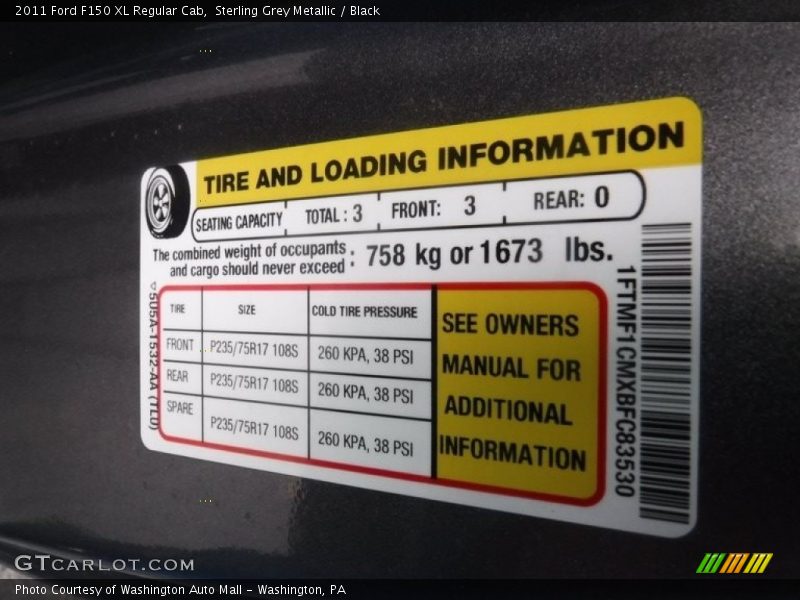 2011 Ford F150 XL Regular Cab,  Sterling Grey Metallic / Black
TIRE AND LOADING INFORMATION
SEATING CAPACITY TOTAL : 3 FRONT: 3 REAR: 0
The combined weight of occupants
and cargo should never exceed : 758 kg or 1673 lbs.
TIRE SIZE COLD TIRE PRESSURE
FRONT P235/75R17 108S 260 KPA, 38 PSI
REAR P235/75R17 108S 260 KPA, 38 PSI
SPARE P235/75R17 108S 260 KPA, 38 PSI
SEE OWNERS
MANUAL FOR
ADDITIONAL
INFORMATION
1FTMF1CMXBFC83530
GTCARLOT.COM
Photo Courtesy of Washington Auto Mall - Washington, PA